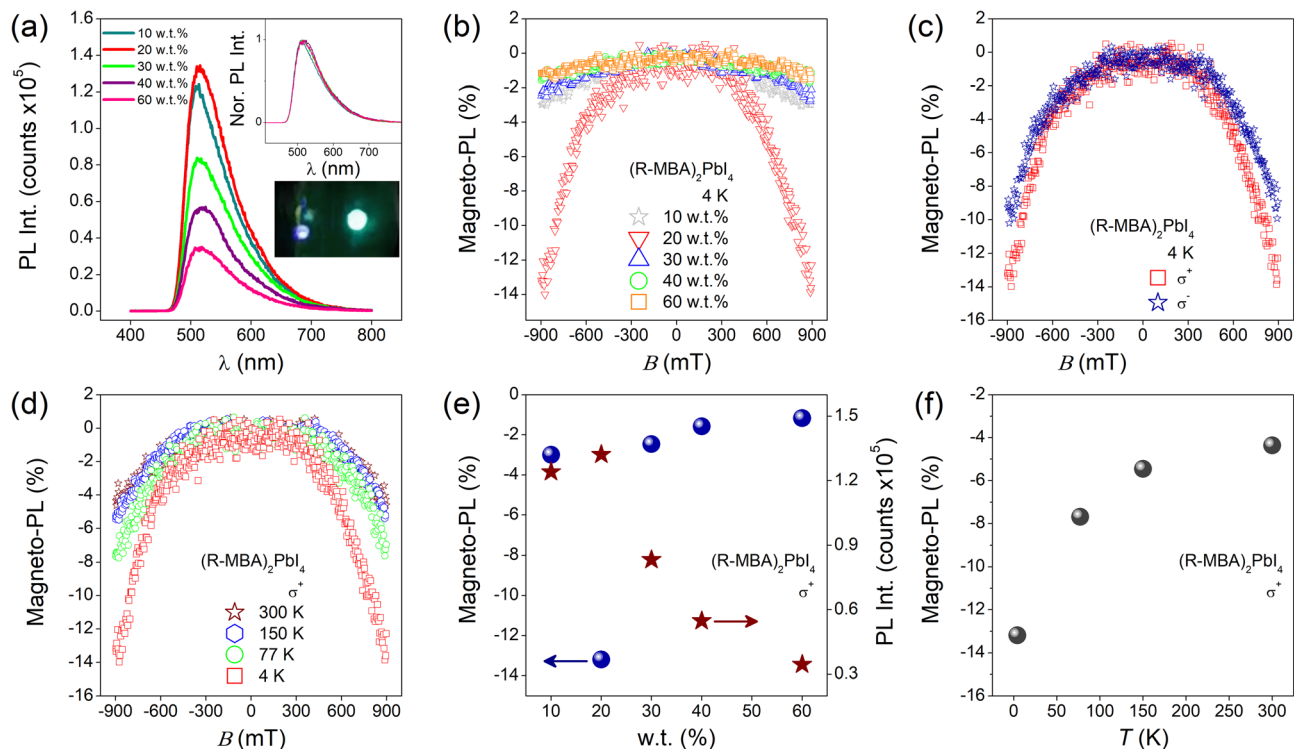 (a)
PL Int. (counts x10⁵)
1.6
1.4
1.2
1.0
0.8
0.6
0.4
0.2
0.0
10 w.t.%
20 w.t.%
30 w.t.%
40 w.t.%
60 w.t.%
Nor. PL Int.
1
0
500 600 700
λ (nm)
400 500 600 700 800
λ (nm)
(b)
Magneto-PL (%)
2
0
-2
-4
-6
-8
-10
-12
-14
-16
(R-MBA)₂PbI₄
4 K
10 w.t.%
20 w.t.%
30 w.t.%
40 w.t.%
60 w.t.%
-900 -600 -300 0 300 600 900
B (mT)
(c)
Magneto-PL (%)
2
0
-2
-4
-6
-8
-10
-12
-14
-16
(R-MBA)₂PbI₄
4 K
σ⁺
σ⁻
-900 -600 -300 0 300 600 900
B (mT)
(d)
Magneto-PL (%)
2
0
-2
-4
-6
-8
-10
-12
-14
-16
(R-MBA)₂PbI₄
σ⁺
300 K
150 K
77 K
4 K
-900 -600 -300 0 300 600 900
B (mT)
(e)
Magneto-PL (%)
0
-2
-4
-6
-8
-10
-12
-14
(R-MBA)₂PbI₄
σ⁺
1.5
1.2
0.9
0.6
0.3
PL Int. (counts x10⁵)
10 20 30 40 50 60
w.t. (%)
(f)
Magneto-PL (%)
-2
-4
-6
-8
-10
-12
-14
-16
(R-MBA)₂PbI₄
σ⁺
0 50 100 150 200 250 300
T (K)